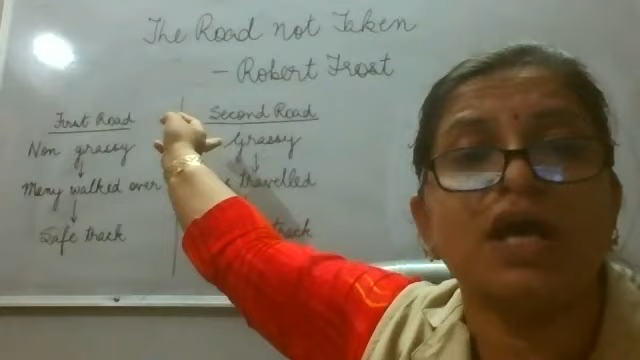 The Road not Taken
- Robert Frost
First Road
Non grassy
Many walked over
Safe track
Second Road
Grassy
travelled
track